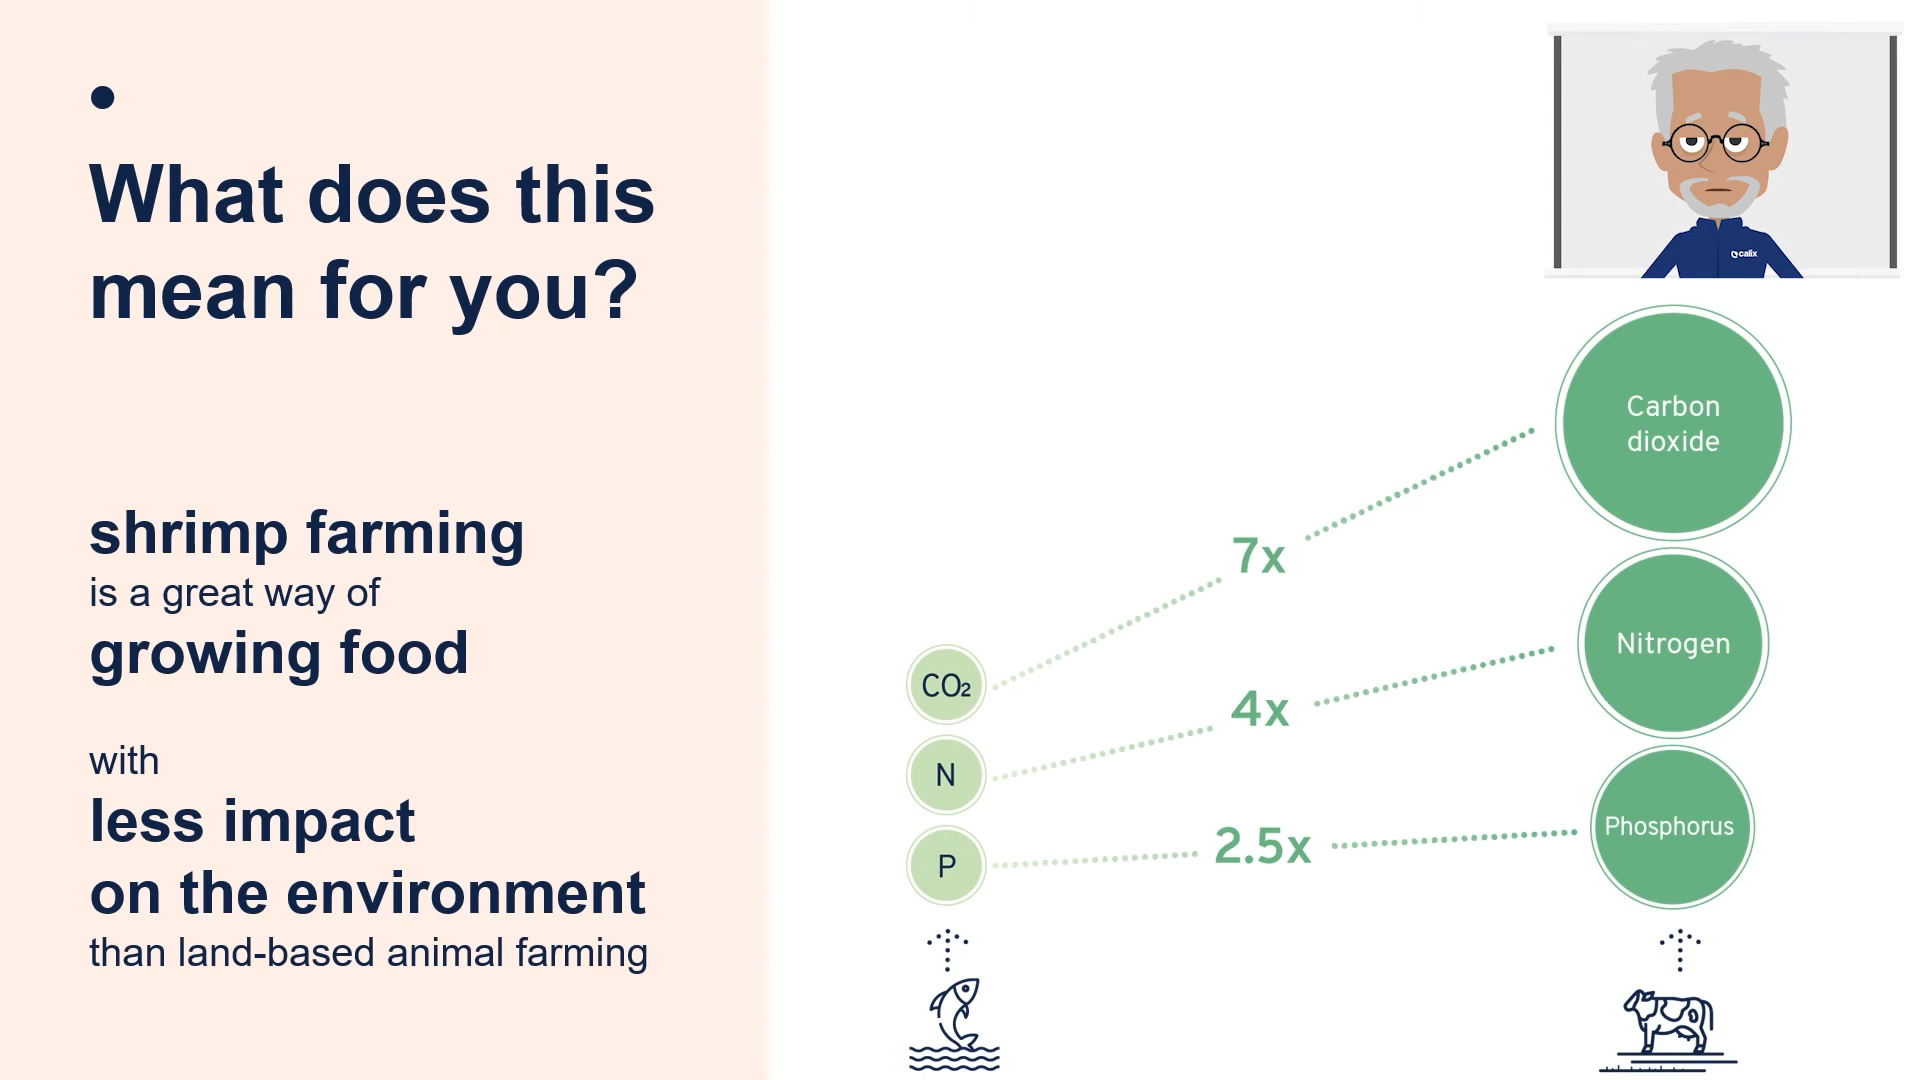 What does this
mean for you?
shrimp farming
is a great way of
growing food
with
less impact
on the environment
than land-based animal farming
calix
Carbon
dioxide
7x
CO₂
Nitrogen
4x
N
Phosphorus
2.5x
P